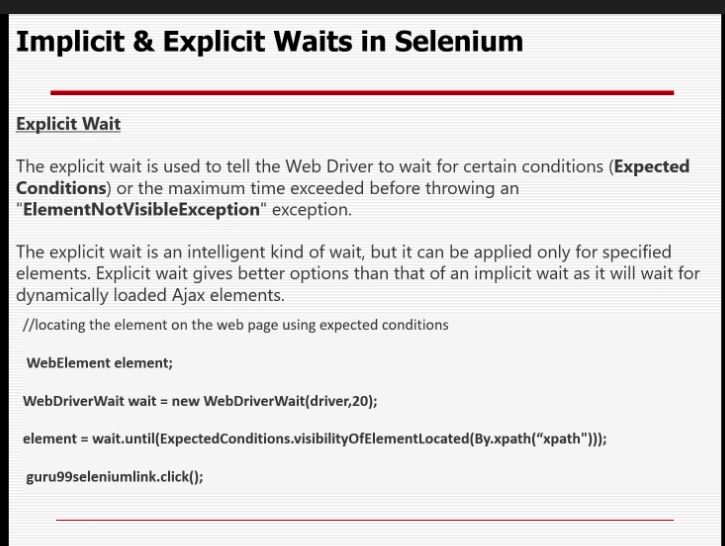 Implicit & Explicit Waits in Selenium
Explicit Wait
The explicit wait is used to tell the Web Driver to wait for certain conditions (Expected
Conditions) or the maximum time exceeded before throwing an
"ElementNotVisibleException" exception.
The explicit wait is an intelligent kind of wait, but it can be applied only for specified
elements. Explicit wait gives better options than that of an implicit wait as it will wait for
dynamically loaded Ajax elements.
//locating the element on the web page using expected conditions
WebElement element;
WebDriverWait wait = new WebDriverWait(driver,20);
element = wait.until(ExpectedConditions.visibilityOfElementLocated(By.xpath(“xpath")));
guru99seleniumlink.click();